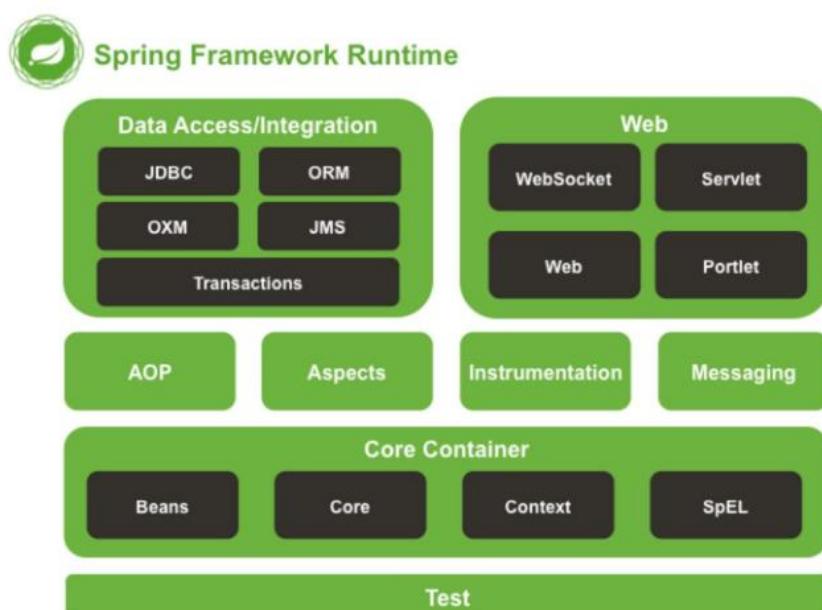 Spring Framework Runtime
Data Access/Integration
JDBC
ORM
OXM
JMS
Transactions
Web
WebSocket
Servlet
Web
Portlet
AOP
Aspects
Instrumentation
Messaging
Core Container
Beans
Core
Context
SpEL
Test